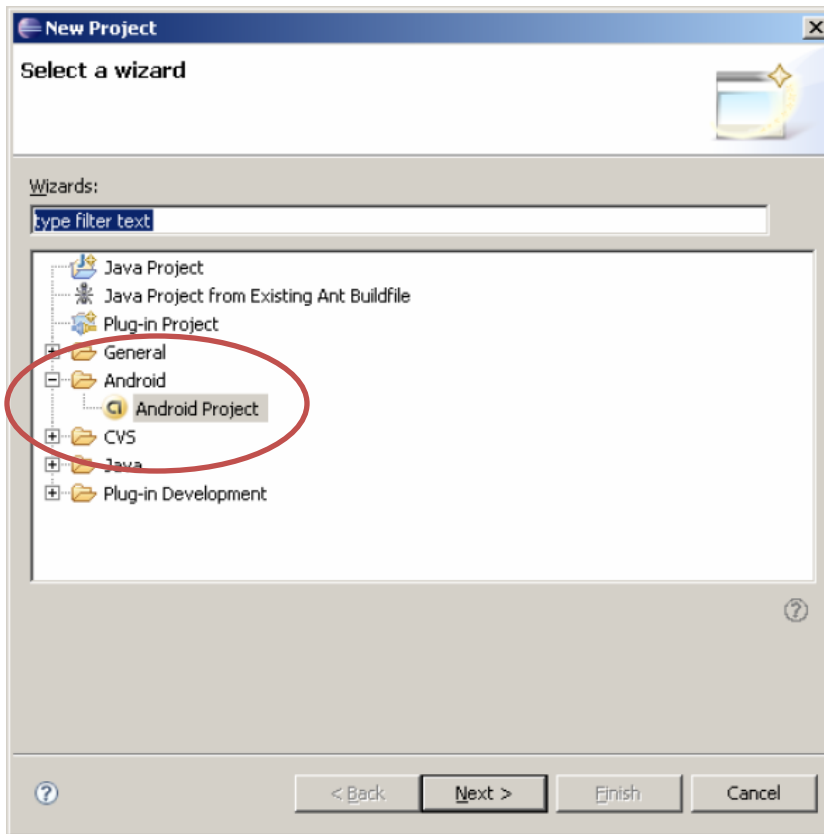 New Project
Select a wizard
Wizards:
type filter text
Java Project
Java Project from Existing Ant Buildfile
Plug-in Project
General
Android
Android Project
CVS
Java
Plug-in Development
< Back Next > Finish Cancel